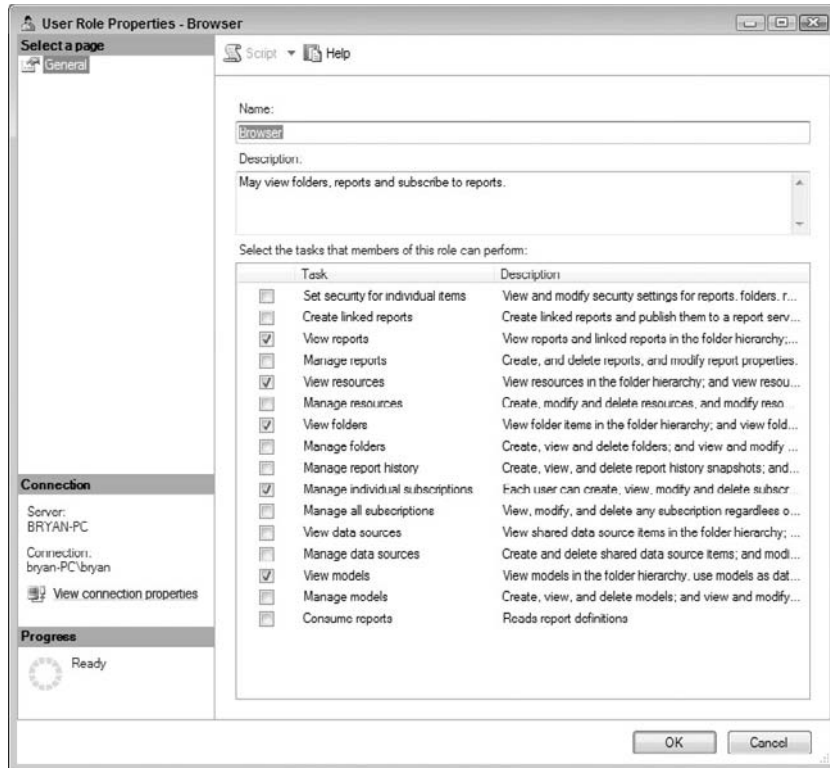 User Role Properties - Browser
Select a page
General
Script Help
Name:
Browser
Description:
May view folders, reports and subscribe to reports.
Select the tasks that members of this role can perform:
Task Description
Set security for individual items View and modify security settings for reports, folders, r...
Create linked reports Create linked reports and publish them to a report serv...
View reports View reports and linked reports in the folder hierarchy;...
Manage reports Create, and delete reports, and modify report properties.
View resources View resources in the folder hierarchy; and view resou...
Manage resources Create, modify and delete resources, and modify reso...
View folders View folder items in the folder hierarchy; and view fold...
Manage folders Create, view and delete folders; and view and modify ...
Manage report history Create, view, and delete report history snapshots; and...
Manage individual subscriptions Each user can create, view, modify and delete subscr...
Manage all subscriptions View, modify, and delete any subscription regardless o...
View data sources View shared data source items in the folder hierarchy; ...
Manage data sources Create and delete shared data source items; and modi...
View models View models in the folder hierarchy, use models as dat...
Manage models Create, view, and delete models; and view and modify...
Consume reports Reads report definitions
Connection
Server:
BRYAN-PC
Connection:
bryan-PC\bryan
View connection properties
Progress
Ready
OK Cancel